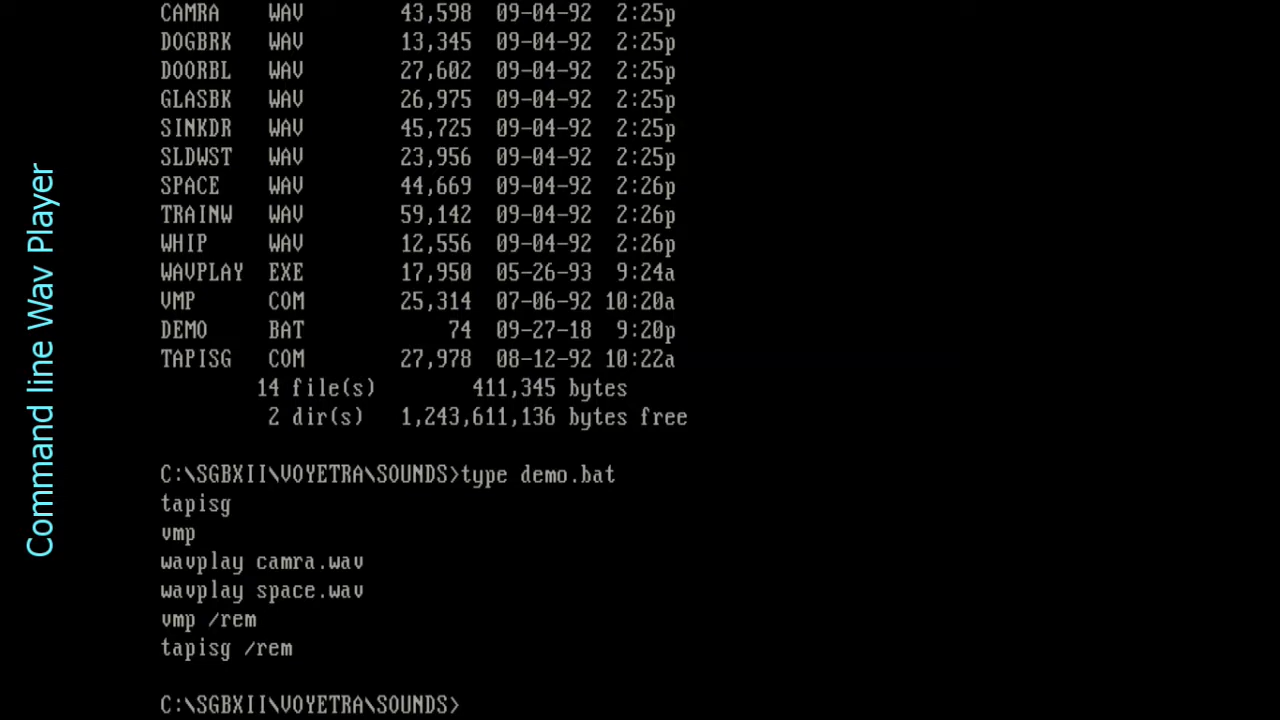 CAMRA    WAV        43,598  09-04-92  2:25p
DOGBRK   WAV        13,345  09-04-92  2:25p
DOORBL   WAV        27,602  09-04-92  2:25p
GLASBK   WAV        26,975  09-04-92  2:25p
SINKDR   WAV        45,725  09-04-92  2:25p
SLDWST   WAV        23,956  09-04-92  2:25p
SPACE    WAV        44,669  09-04-92  2:26p
TRAINW   WAV        59,142  09-04-92  2:26p
WHIP     WAV        12,556  09-04-92  2:26p
WAVPLAY  EXE        17,950  05-26-93  9:24a
VMP      COM        25,314  07-06-92 10:20a
DEMO     BAT            74  09-27-18  9:20p
TAPISG   COM        27,978  08-12-92 10:22a
14 file(s)        411,345 bytes
2 dir(s)   1,243,611,136 bytes free
C:\SGBXII\VOYETRA\SOUNDS>type demo.bat
tapisg
vmp
wavplay camra.wav
wavplay space.wav
vmp /rem
tapisg /rem
C:\SGBXII\VOYETRA\SOUNDS>
Command line Wav Player